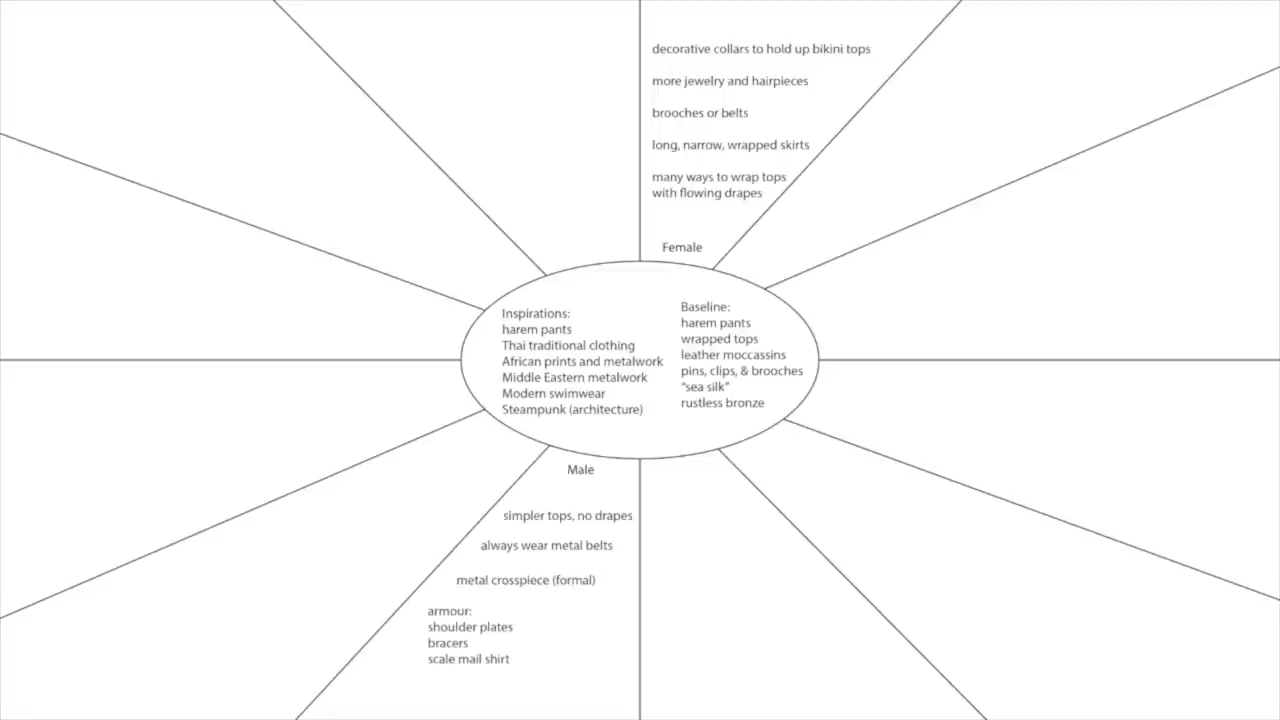 decorative collars to hold up bikini tops
more jewelry and hairpieces
brooches or belts
long, narrow, wrapped skirts
many ways to wrap tops
with flowing drapes
Female
Inspirations:
harem pants
Thai traditional clothing
African prints and metalwork
Middle Eastern metalwork
Modern swimwear
Steampunk (architecture)
Baseline:
harem pants
wrapped tops
leather moccassins
pins, clips, & brooches
“sea silk”
rustless bronze
Male
simpler tops, no drapes
always wear metal belts
metal crosspiece (formal)
armour:
shoulder plates
bracers
scale mail shirt